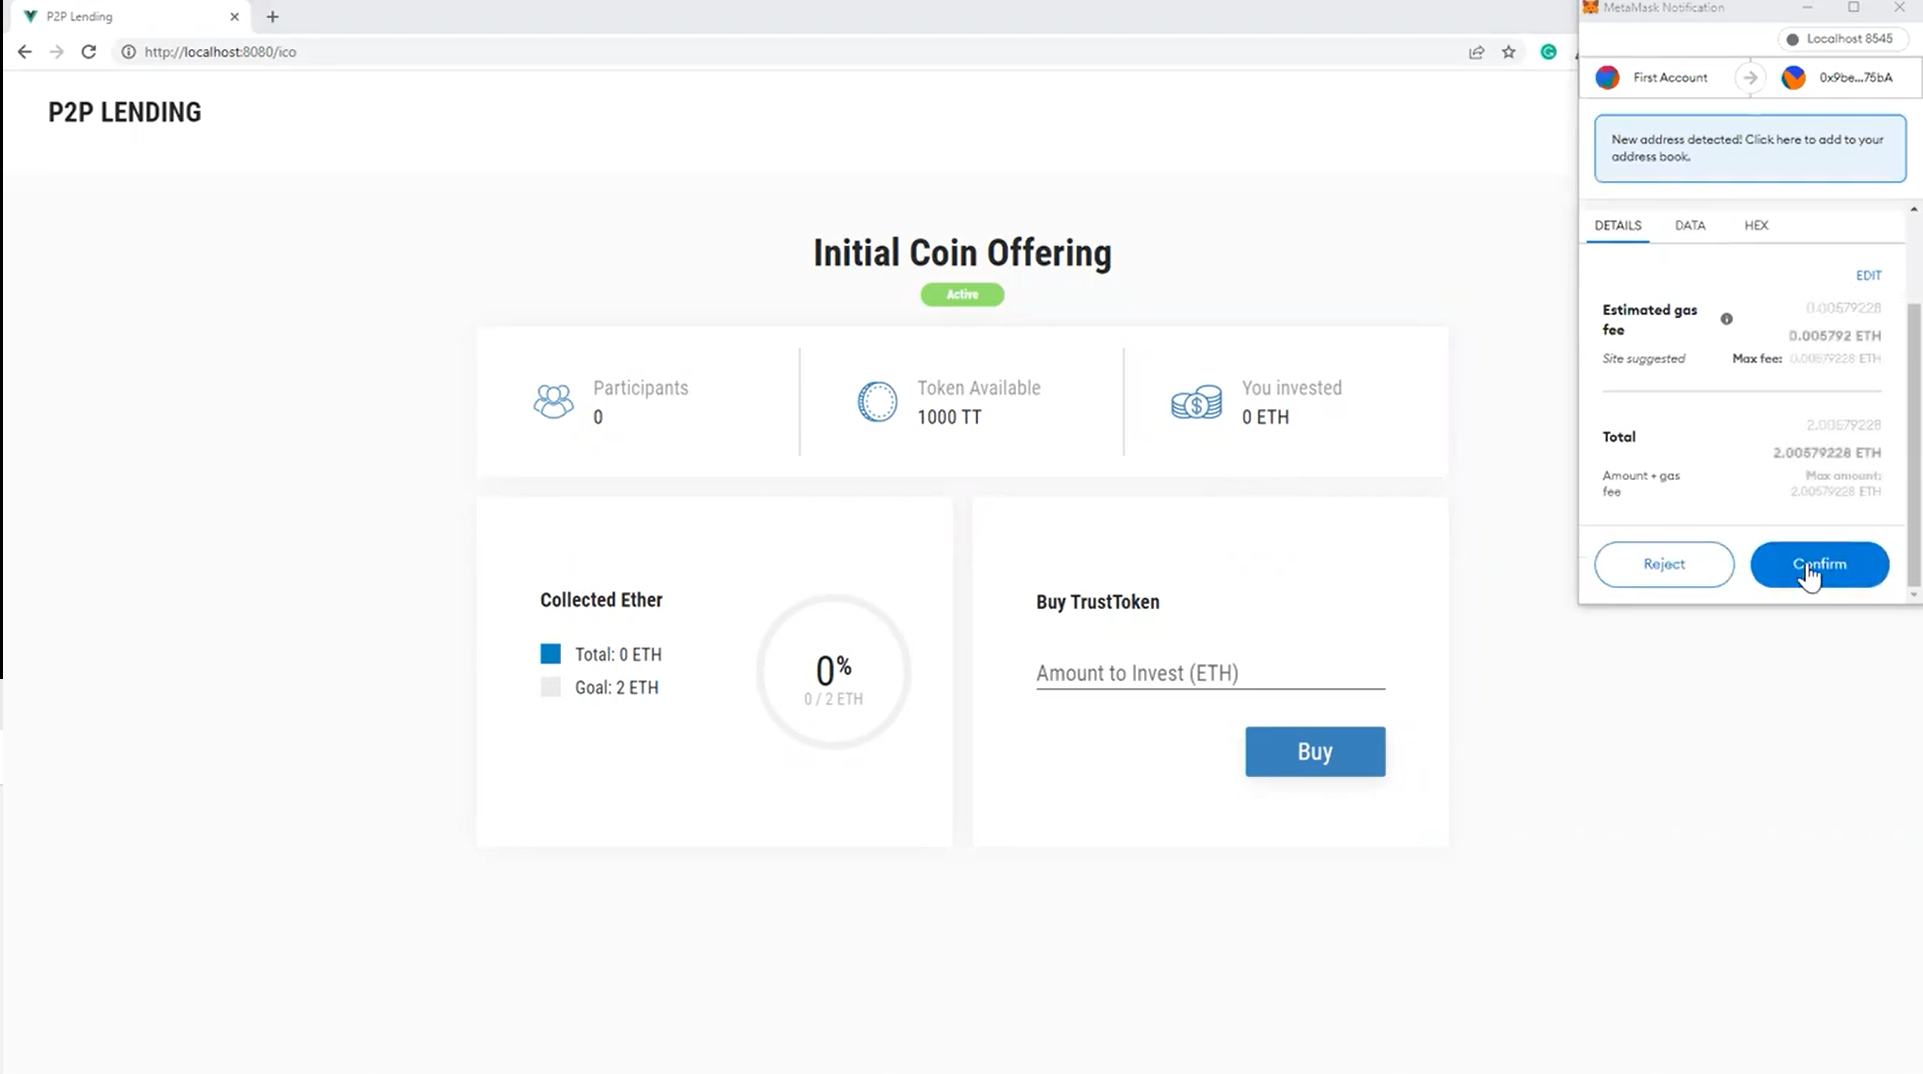 P2P Lending
http://localhost:8080/ico
P2P LENDING
Initial Coin Offering
Active
Participants
0
Token Available
1000 TT
You invested
0 ETH
Collected Ether
Total: 0 ETH
Goal: 2 ETH
0%
0 / 2 ETH
Buy TrustToken
Amount to Invest (ETH)
Buy
MetaMask Notification
Localhost 8545
First Account
0x9be...75bA
New address detected! Click here to add to your
address book.
DETAILS
DATA
HEX
EDIT
Estimated gas
fee
0.00579228
0.005792 ETH
Site suggested
Max fee: 0.00579228 ETH
Total
2.00579228
2.00579228 ETH
Amount + gas
fee
Max amount:
2.00579228 ETH
Reject
Confirm